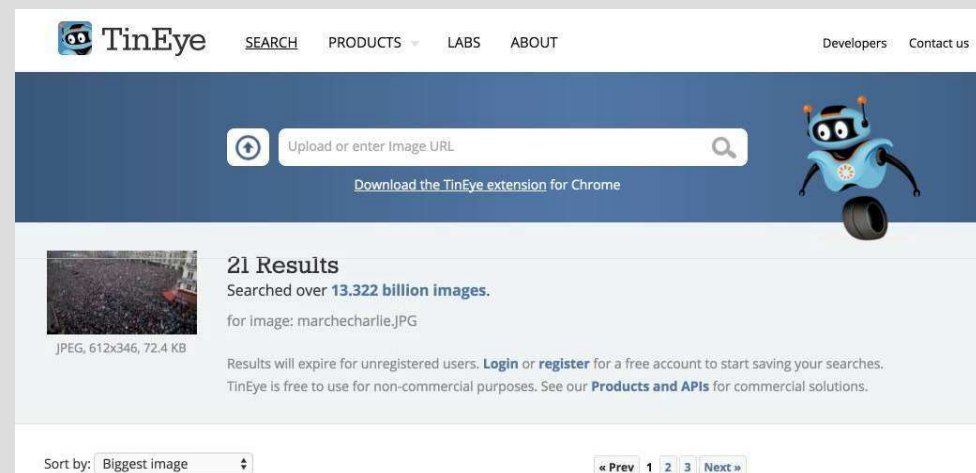 TinEye SEARCH PRODUCTS LABS ABOUT Developers Contact us
Upload or enter Image URL
Download the TinEye extension for Chrome
21 Results
Searched over 13.322 billion images.
for image: marchecharlie.JPG
JPEG, 612x346, 72.4 KB
Results will expire for unregistered users. Login or register for a free account to start saving your searches.
TinEye is free to use for non-commercial purposes. See our Products and APIs for commercial solutions.
Sort by: Biggest image « Prev 1 2 3 Next »